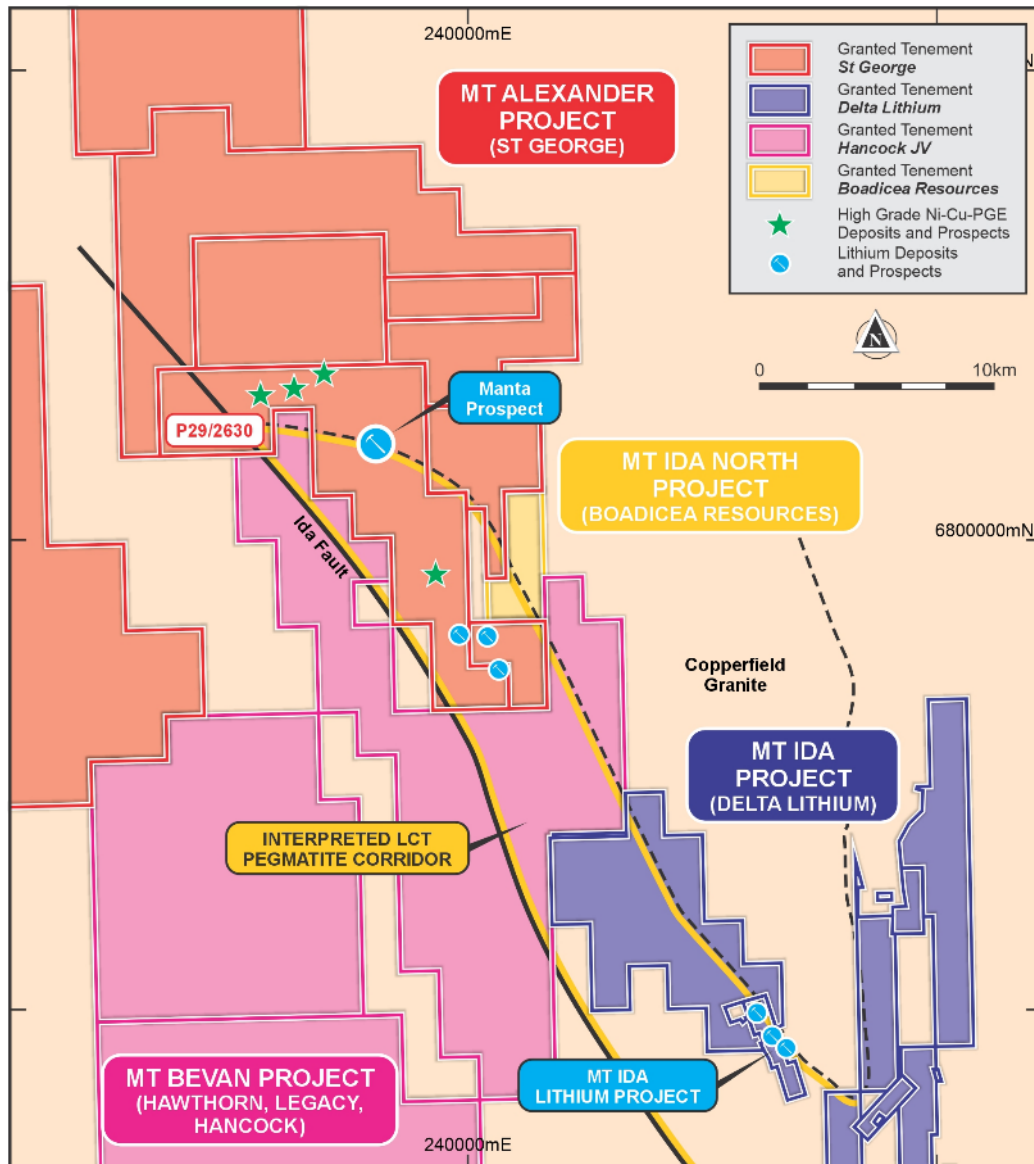 240000mE
N
MT ALEXANDER
PROJECT
(ST GEORGE)
Granted Tenement
St George
Granted Tenement
Delta Lithium
Granted Tenement
Hancock JV
Granted Tenement
Boadicea Resources
High Grade Ni-Cu-PGE
Deposits and Prospects
Lithium Deposits
and Prospects
N
0
10km
Manta
Prospect
P29/2630
MT IDA NORTH
PROJECT
(BOADICEA RESOURCES)
Ida Fault
6800000mN
Copperfield
Granite
MT IDA
PROJECT
(DELTA LITHIUM)
INTERPRETED LCT
PEGMATITE CORRIDOR
MT BEVAN PROJECT
(HAWTHORN, LEGACY,
HANCOCK)
MT IDA
LITHIUM PROJECT
240000mE